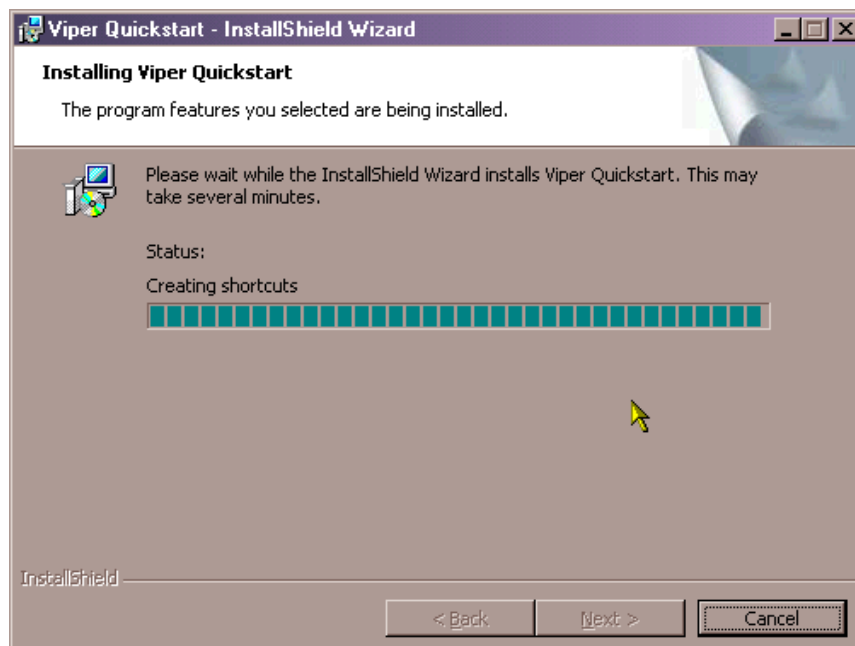 Viper Quickstart - InstallShield Wizard
Installing Viper Quickstart
The program features you selected are being installed.
Please wait while the InstallShield Wizard installs Viper Quickstart. This may
take several minutes.
Status:
Creating shortcuts
InstallShield
< Back
Next >
Cancel